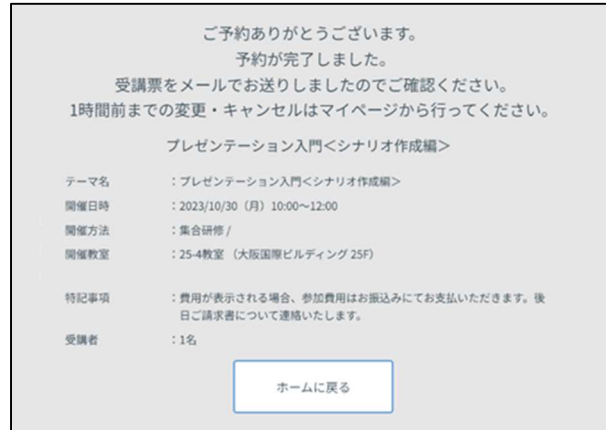 ご予約ありがとうございます。
予約が完了しました。
受講票をメールでお送りしましたのでご確認ください。
1時間前までの変更・キャンセルはマイページから行ってください。
プレゼンテーション入門＜シナリオ作成編＞
テーマ名 ：プレゼンテーション入門＜シナリオ作成編＞
開催日時 ：2023/10/30（月）10:00〜12:00
開催方法 ：集合研修 /
開催教室 ：25-4教室 （大阪国際ビルディング 25F）
特記事項 ：費用が表示される場合、参加費用はお振込みにてお支払いただきます。後
日ご請求書について連絡いたします。
受講者 ：1名
ホームに戻る